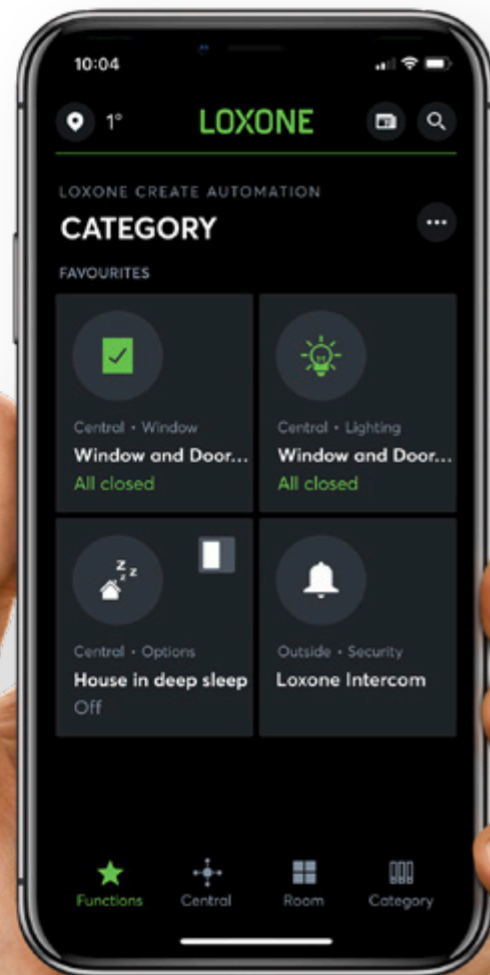 10:04
1°
LOXONE
LOXONE CREATE AUTOMATION
CATEGORY
FAVOURITES
Central • Window
Window and Door...
All closed
Central • Lighting
Window and Door...
All closed
z z z
Central • Options
House in deep sleep
Off
Outside • Security
Loxone Intercom
Functions
Central
Room
Category